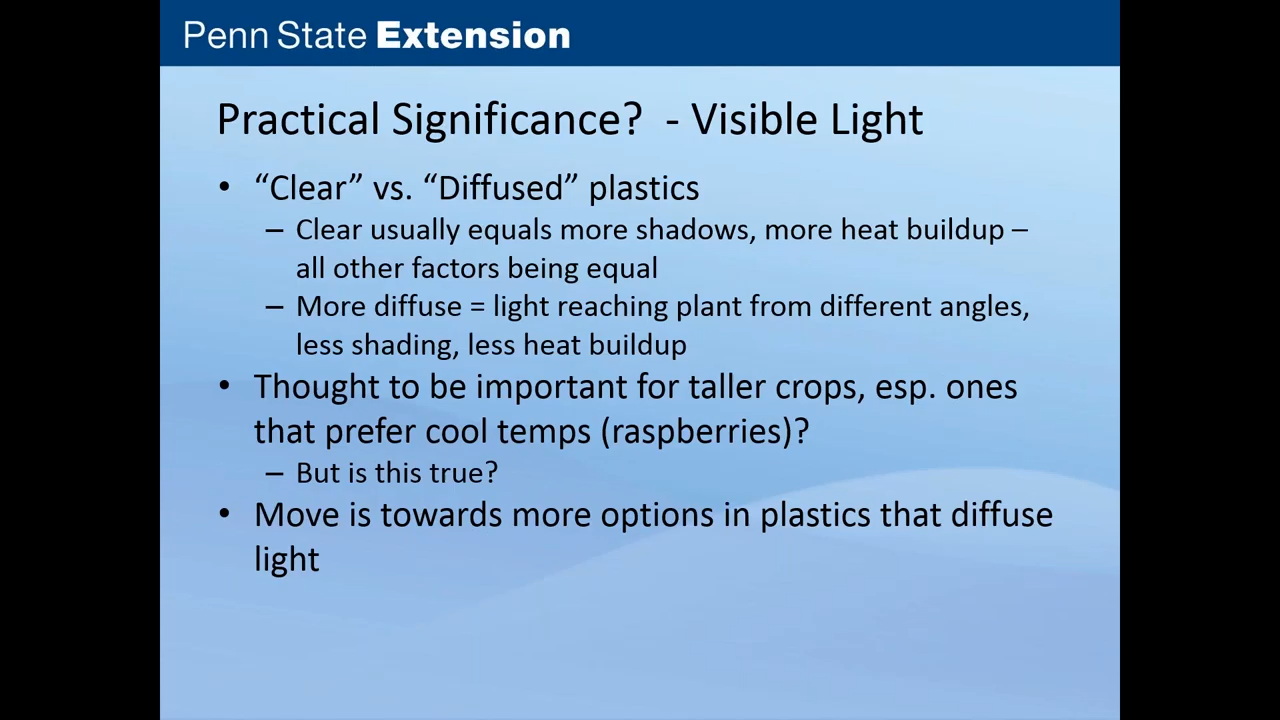 Penn State Extension
Practical Significance?  - Visible Light
• “Clear” vs. “Diffused” plastics
– Clear usually equals more shadows, more heat buildup –
all other factors being equal
– More diffuse = light reaching plant from different angles,
less shading, less heat buildup
• Thought to be important for taller crops, esp. ones
that prefer cool temps (raspberries)?
– But is this true?
• Move is towards more options in plastics that diffuse
light